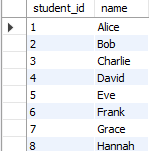 student_id name
1 Alice
2 Bob
3 Charlie
4 David
5 Eve
6 Frank
7 Grace
8 Hannah